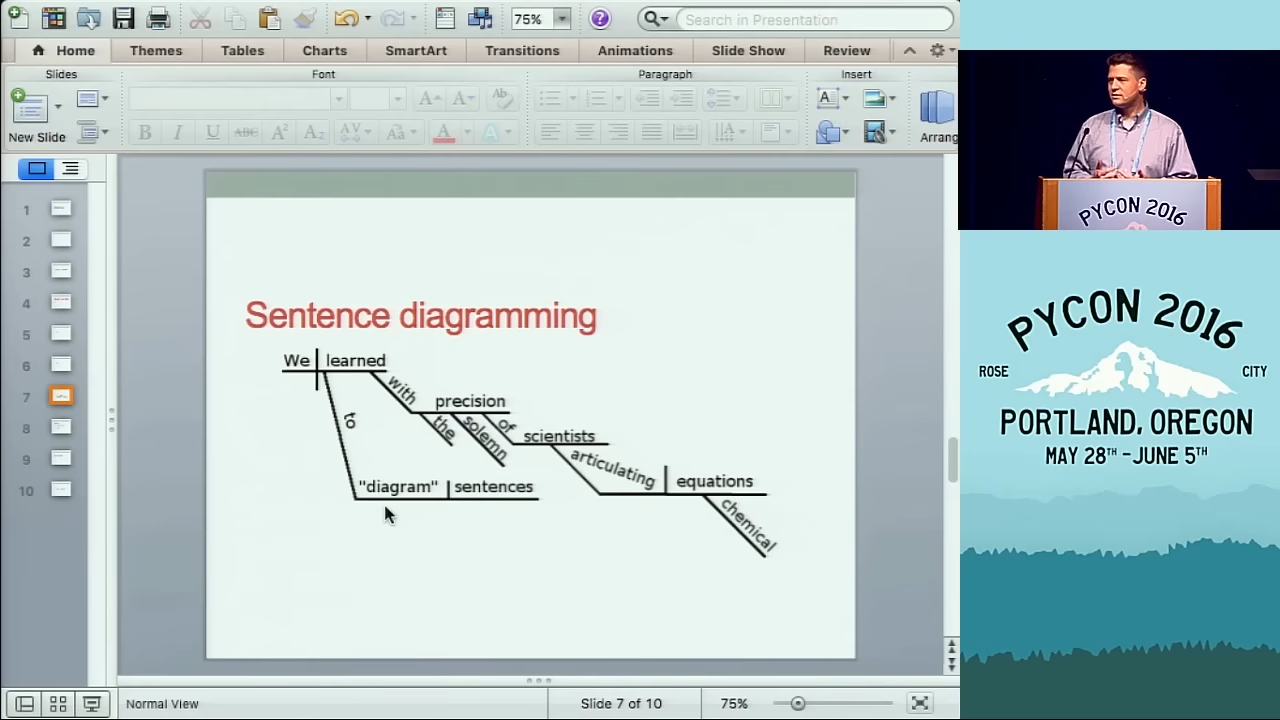 75%
Search in Presentation
Home
Themes
Tables
Charts
SmartArt
Transitions
Animations
Slide Show
Review
Slides
Font
Paragraph
Insert
New Slide
Arrang
1
2
3
4
5
6
7
8
9
10
Sentence diagramming
We learned
to
with
precision
the
solemn
of
scientists
articulating
equations
chemical
"diagram" sentences
Normal View
Slide 7 of 10
75%
PYCON 2016
PYCON 2016
ROSE
CITY
PORTLAND, OREGON
MAY 28TH - JUNE 5TH